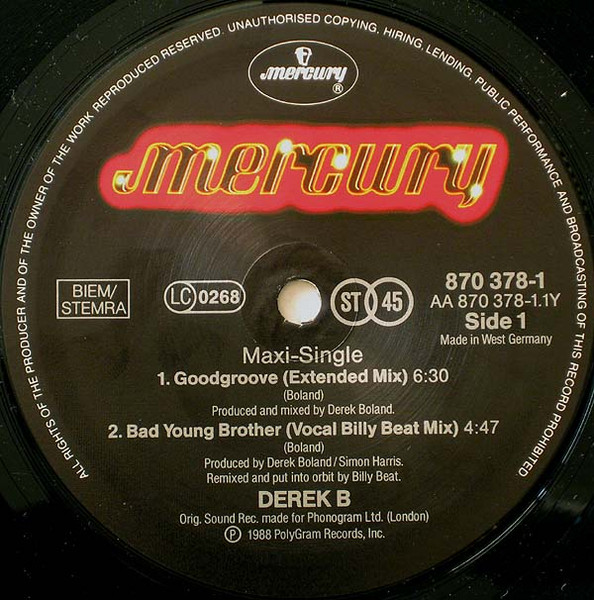 ALL RIGHTS OF THE PRODUCER AND OF THE OWNER OF THE WORK REPRODUCED RESERVED. UNAUTHORISED COPYING, HIRING, LENDING, PUBLIC PERFORMANCE AND BROADCASTING OF THIS RECORD PROHIBITED
mercury
®
mercury
BIEM/
STEMRA
LC 0268
ST 45
870 378-1
AA 870 378-1.1Y
Side 1
Made in West Germany
Maxi-Single
1. Goodgroove (Extended Mix) 6:30
(Boland)
Produced and mixed by Derek Boland.
2. Bad Young Brother (Vocal Billy Beat Mix) 4:47
(Boland)
Produced by Derek Boland/Simon Harris.
Remixed and put into orbit by Billy Beat.
DEREK B
Orig. Sound Rec. made for Phonogram Ltd. (London)
℗ 1988 PolyGram Records, Inc.